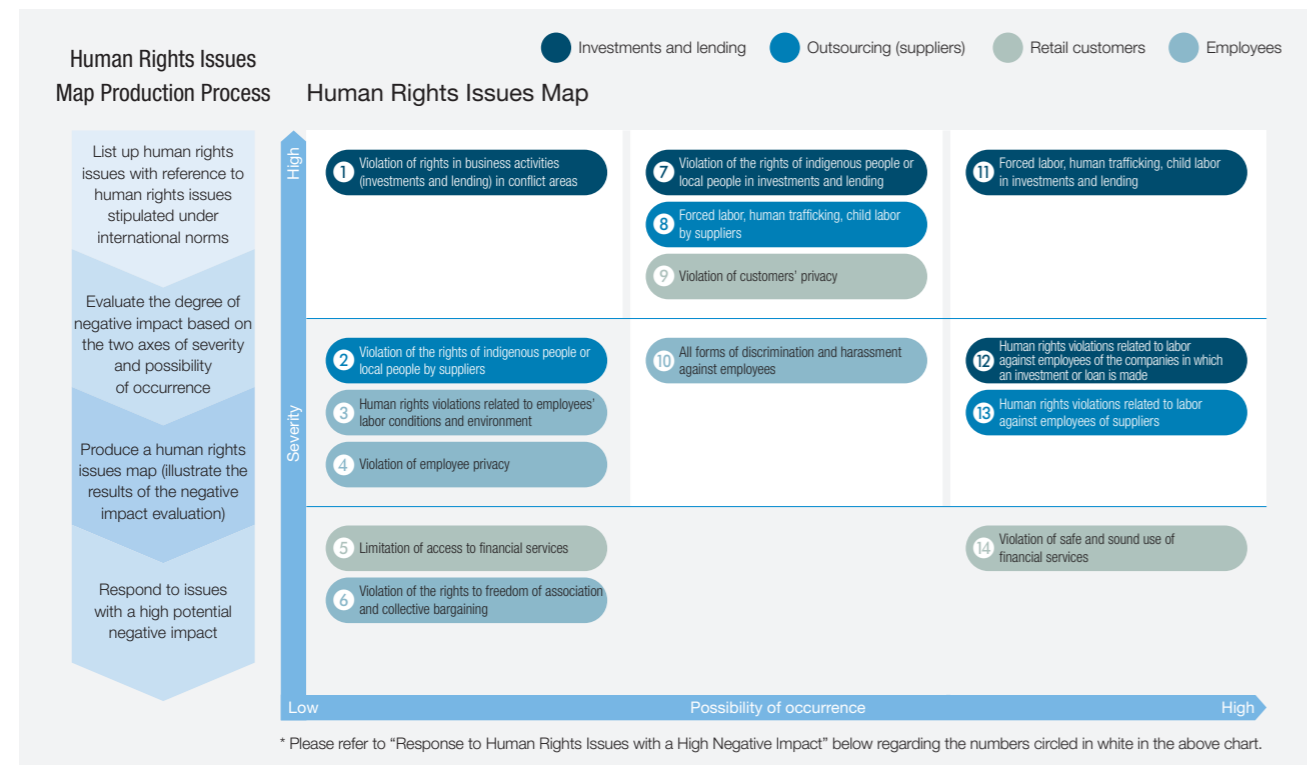 Human Rights Issues
Map Production Process
Investments and lending
Outsourcing (suppliers)
Retail customers
Employees
Human Rights Issues Map
List up human rights
issues with reference to
human rights issues
stipulated under
international norms
Evaluate the degree of
negative impact based on
the two axes of severity
and possibility
of occurrence
Produce a human rights
issues map (illustrate the
results of the negative
impact evaluation)
Respond to issues
with a high potential
negative impact
High
Severity
1 Violation of rights in business activities
(investments and lending) in conflict areas
7 Violation of the rights of indigenous people or
local people in investments and lending
8 Forced labor, human trafficking, child labor
by suppliers
9 Violation of customers' privacy
11 Forced labor, human trafficking, child labor
in investments and lending
2 Violation of the rights of indigenous people or
local people by suppliers
3 Human rights violations related to employees'
labor conditions and environment
4 Violation of employee privacy
10 All forms of discrimination and harassment
against employees
12 Human rights violations related to labor
against employees of the companies in which
an investment or loan is made
13 Human rights violations related to labor
against employees of suppliers
5 Limitation of access to financial services
6 Violation of the rights to freedom of association
and collective bargaining
14 Violation of safe and sound use of
financial services
Low
Possibility of occurrence
High
* Please refer to “Response to Human Rights Issues with a High Negative Impact” below regarding the numbers circled in white in the above chart.